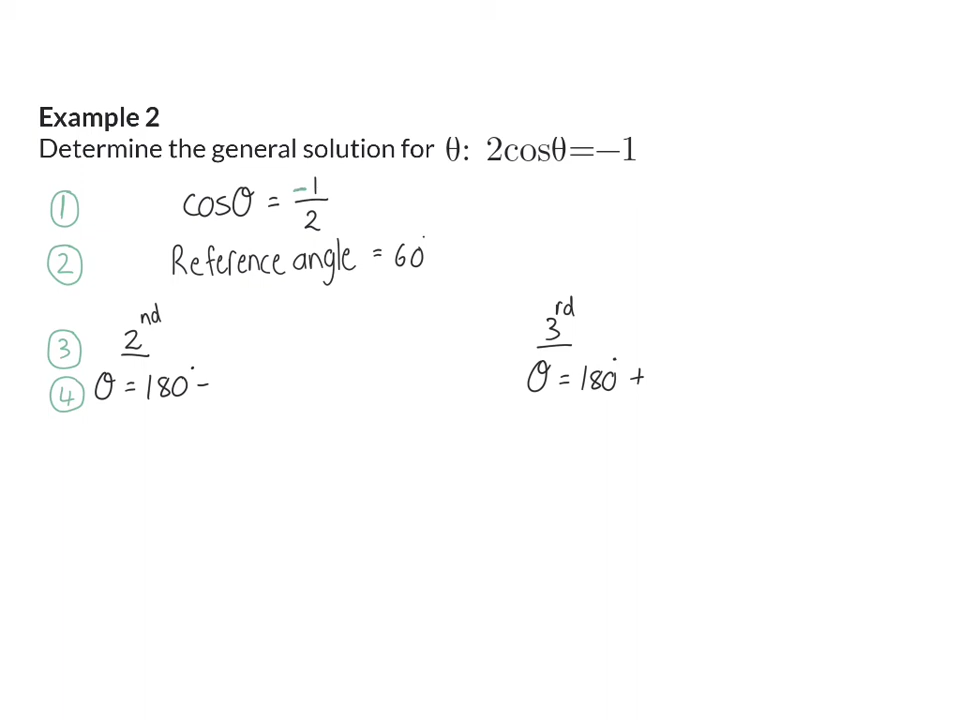 Example 2
Determine the general solution for θ: 2cosθ=−1
① cosθ = -1/2
② Reference angle = 60°
③ 2nd 3rd
④ θ = 180° - θ = 180° +